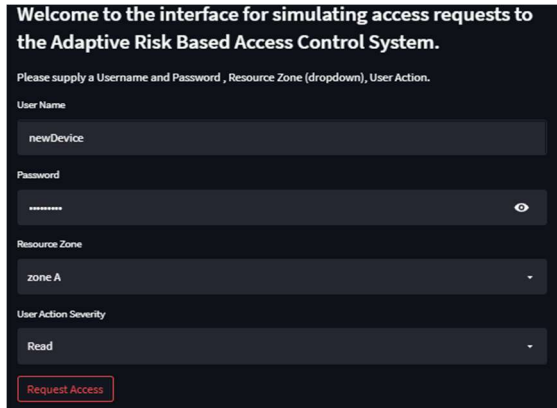 Welcome to the interface for simulating access requests to
the Adaptive Risk Based Access Control System.
Please supply a Username and Password , Resource Zone (dropdown), User Action.
User Name
newDevice
Password
•••••••••
Resource Zone
zone A
User Action Severity
Read
Request Access